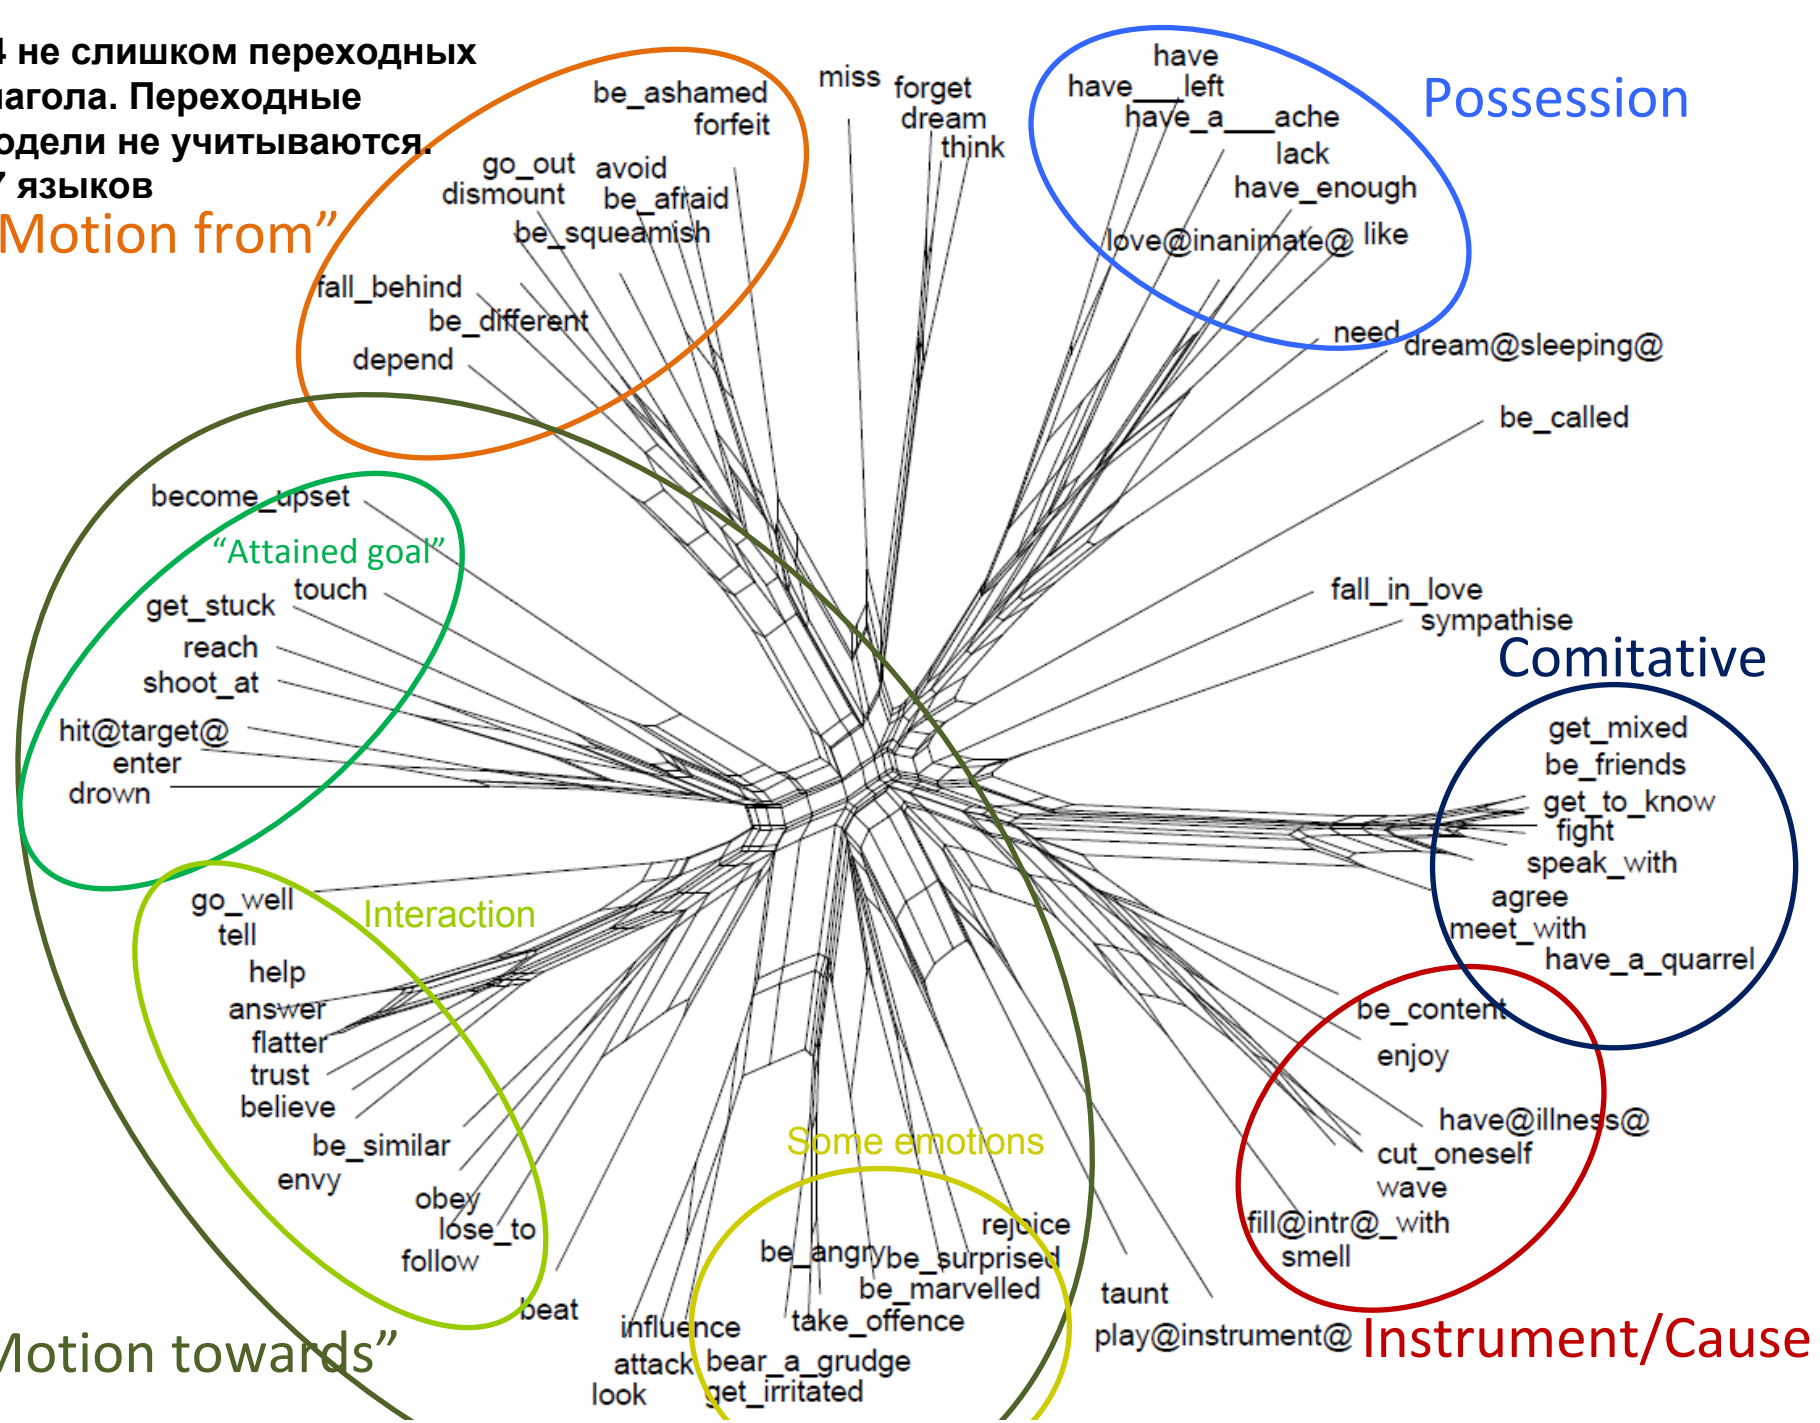 4 не слишком переходных
лагола. Переходные
одели не учитываются.
7 языков
Motion from”
be_ashamed
forfeit
go_out
avoid
dismount
be_afraid
be_squeamish
fall_behind
be_different
depend
miss
forget
dream
think
have
have___left
have_a___ache
lack
have_enough
love@inanimate@
like
Possession
need
dream@sleeping@
be_called
fall_in_love
sympathise
Comitative
get_mixed
be_friends
get_to_know
fight
speak_with
agree
meet_with
have_a_quarrel
be_content
enjoy
have@illness@
cut_oneself
wave
fill@intr@_with
smell
Instrument/Cause
taunt
play@instrument@
become_upset
“Attained goal”
touch
get_stuck
reach
shoot_at
hit@target@
enter
drown
Interaction
go_well
tell
help
answer
flatter
trust
believe
be_similar
envy
obey
lose_to
follow
beat
Some emotions
rejoice
be_angry
be_surprised
be_marvelled
influence
take_offence
attack
bear_a_grudge
look
get_irritated
Motion towards”